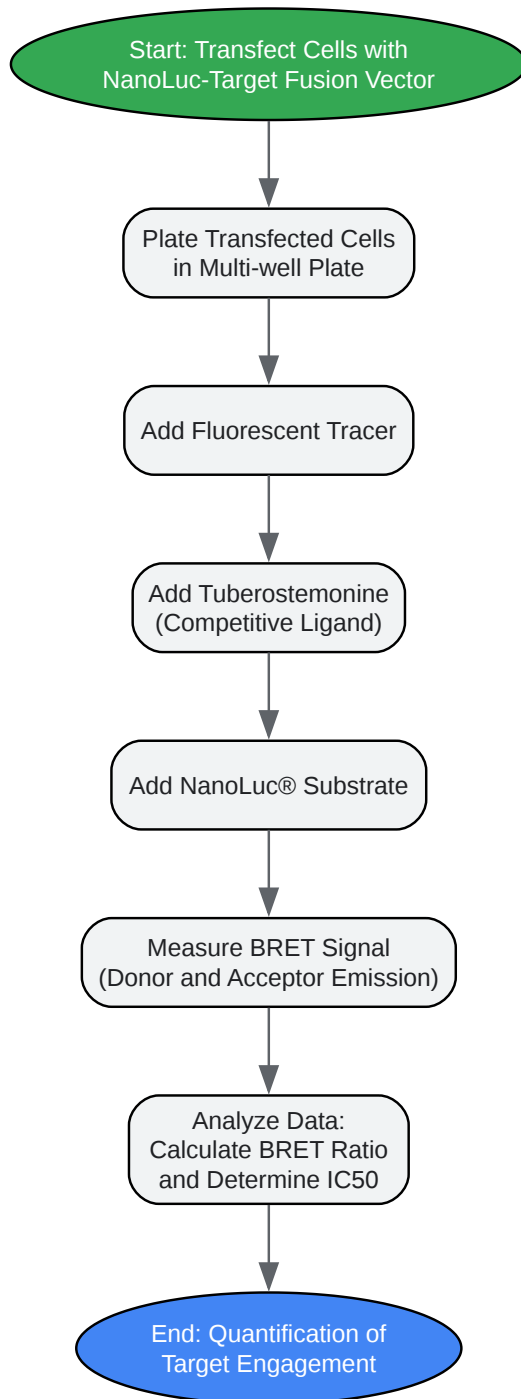 Start: Transfect Cells with
NanoLuc-Target Fusion Vector
Plate Transfected Cells
in Multi-well Plate
Add Fluorescent Tracer
Add Tuberostemonine
(Competitive Ligand)
Add NanoLuc® Substrate
Measure BRET Signal
(Donor and Acceptor Emission)
Analyze Data:
Calculate BRET Ratio
and Determine IC50
End: Quantification of
Target Engagement